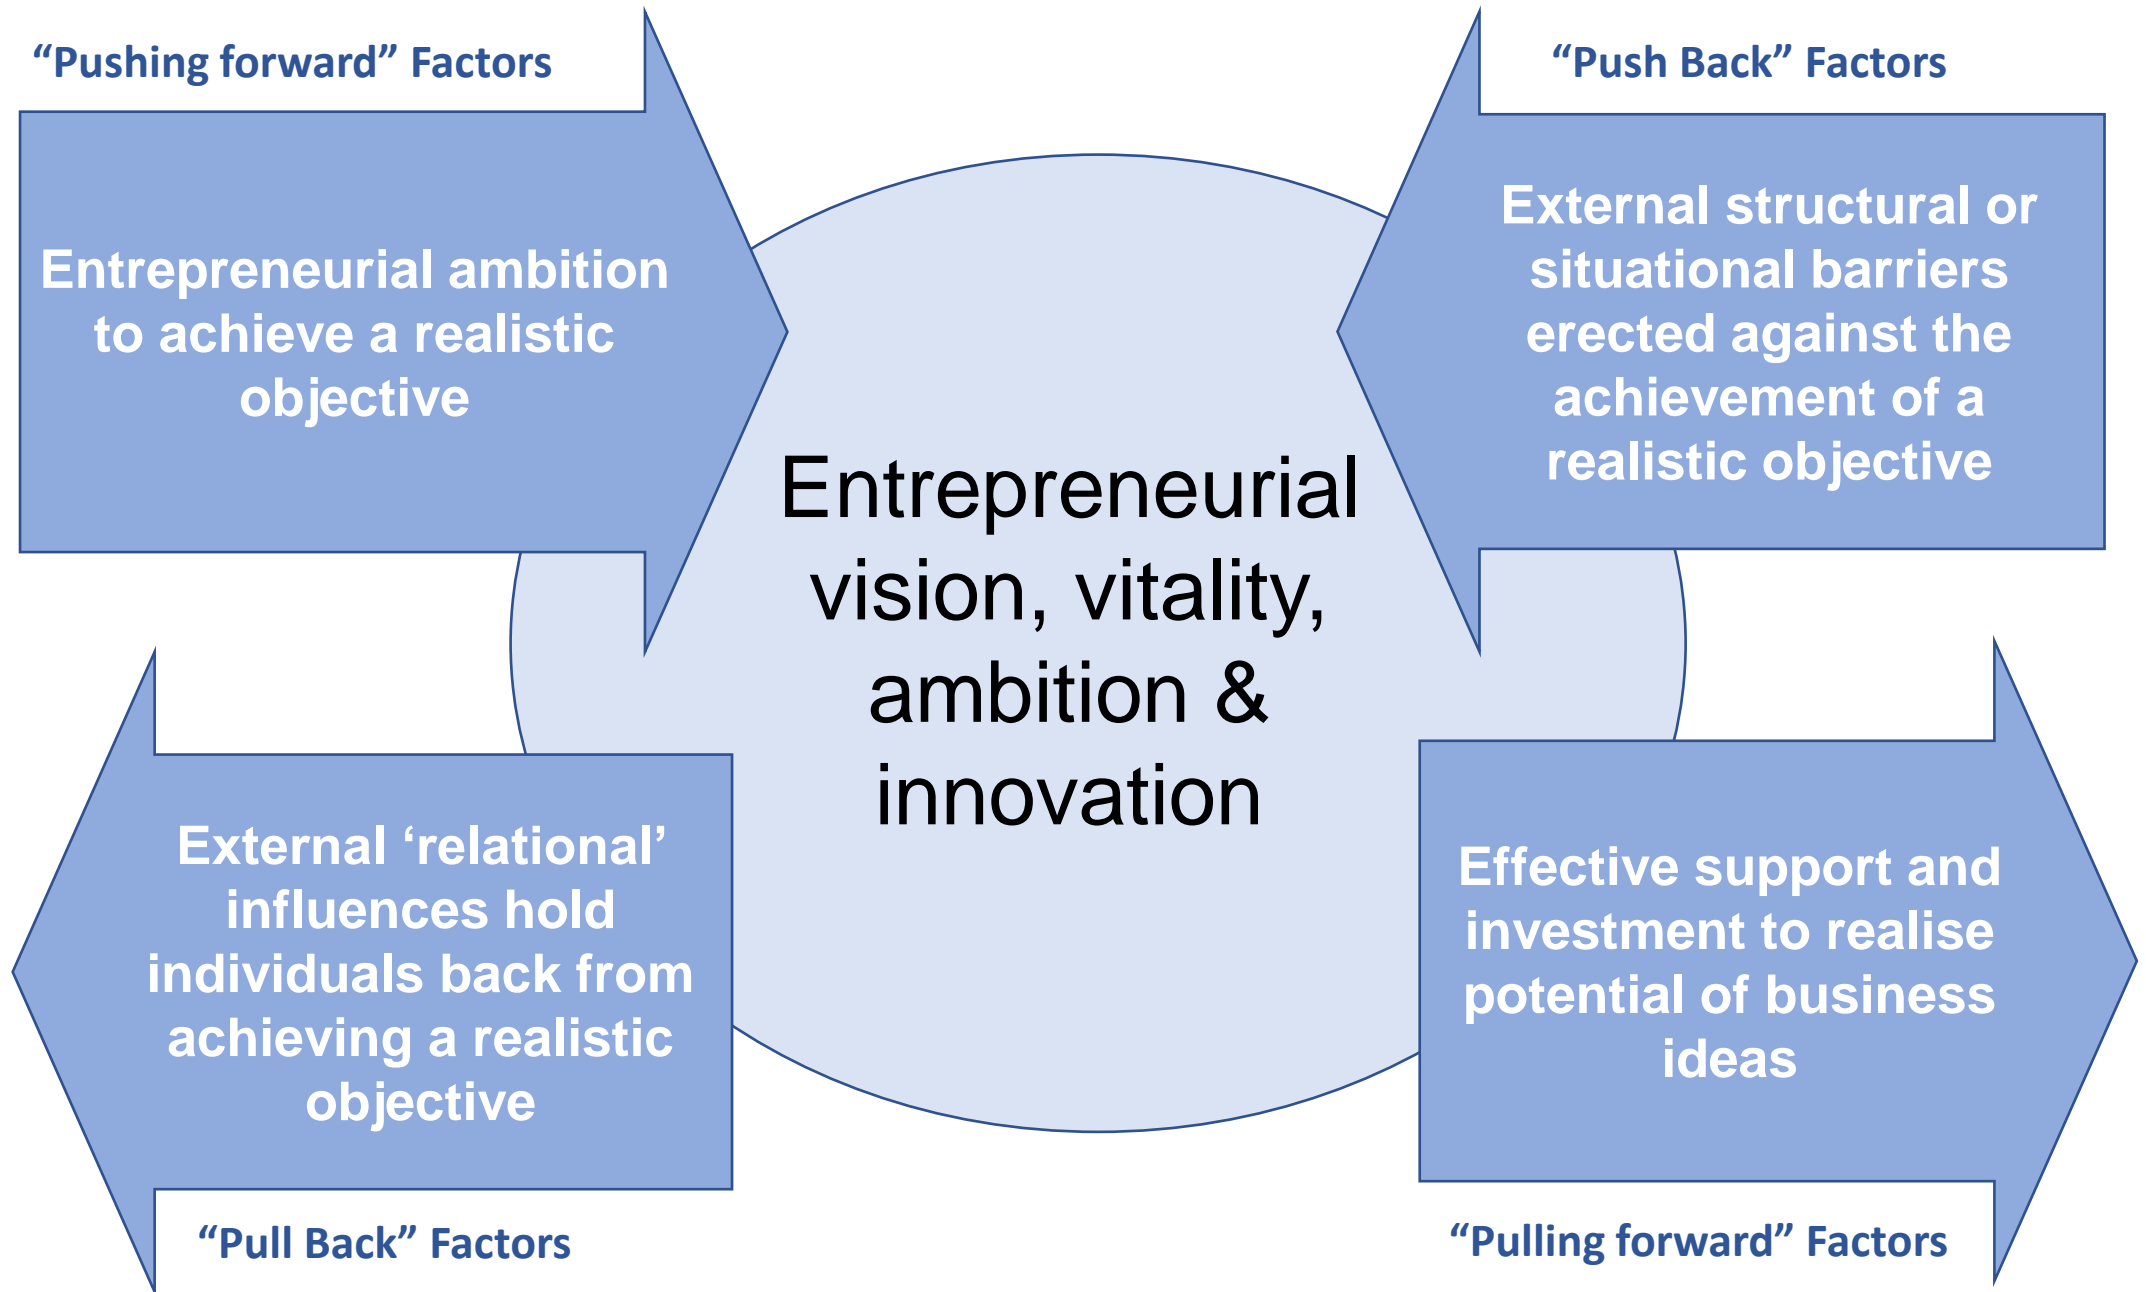 “Pushing forward” Factors
Entrepreneurial ambition
to achieve a realistic
objective
“Push Back” Factors
External structural or
situational barriers
erected against the
achievement of a
realistic objective
Entrepreneurial
vision, vitality,
ambition &
innovation
External ‘relational’
influences hold
individuals back from
achieving a realistic
objective
“Pull Back” Factors
Effective support and
investment to realise
potential of business
ideas
“Pulling forward” Factors